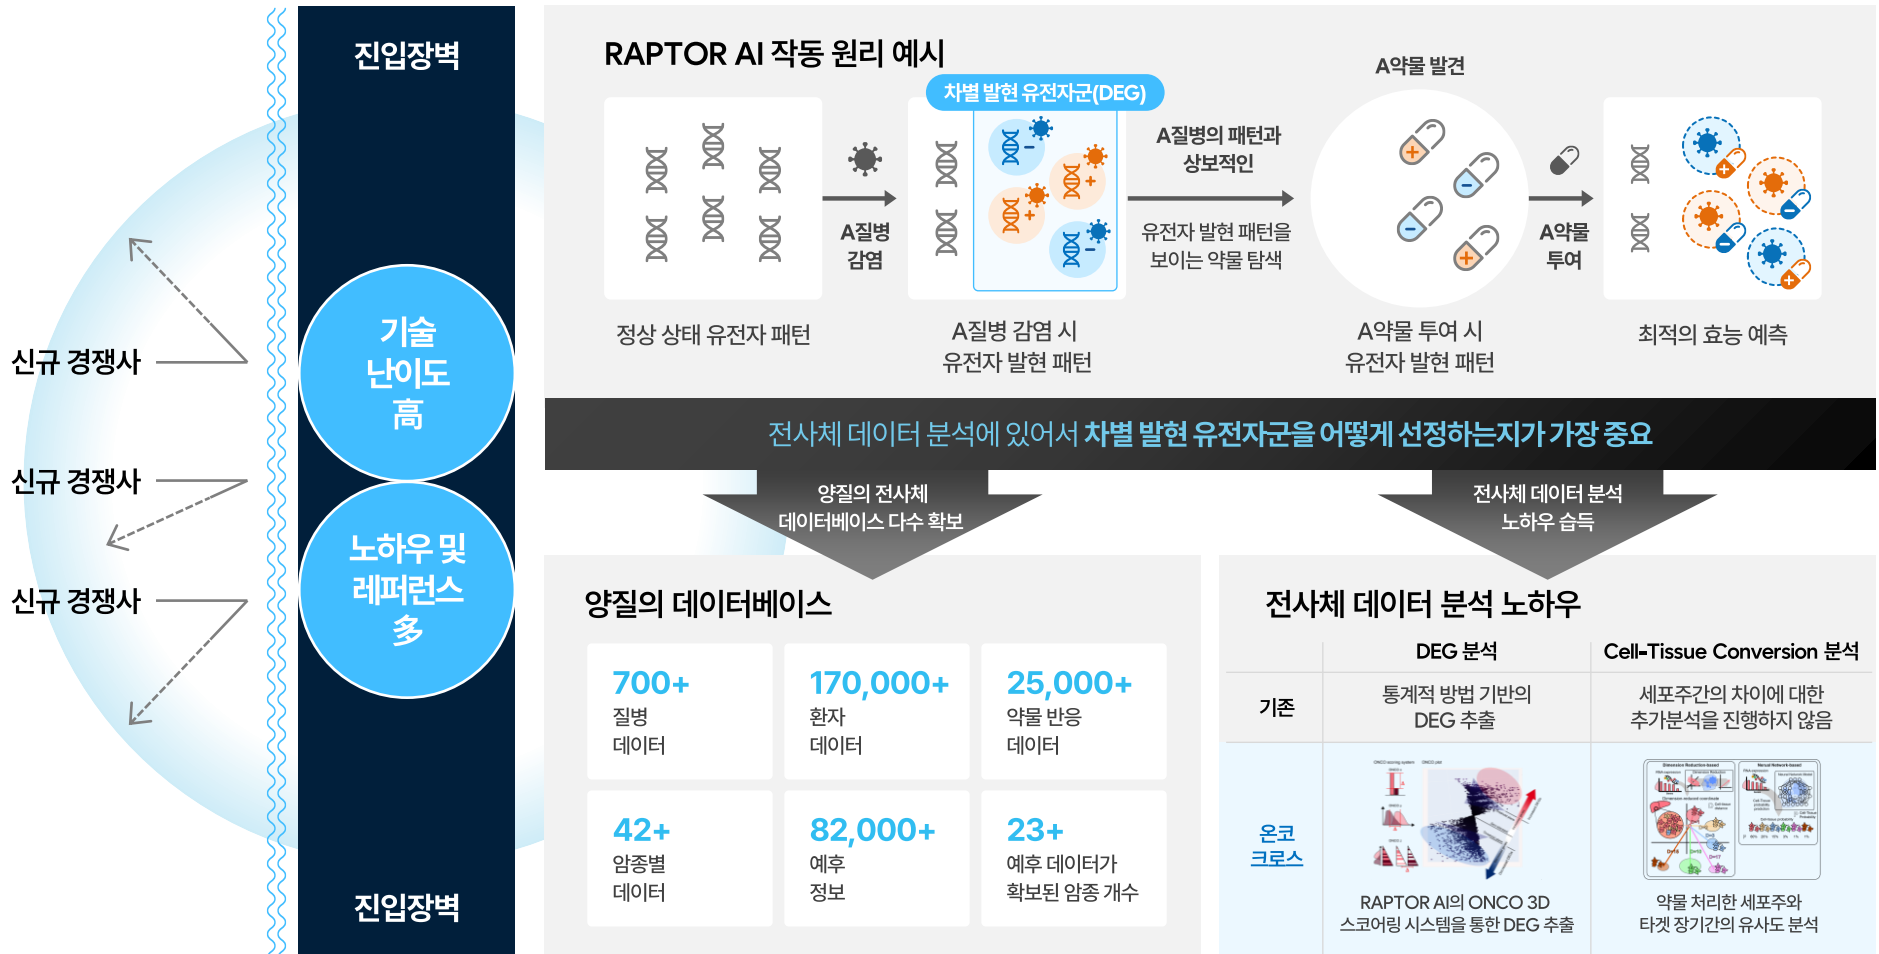 진입장벽
기술
난이도
高
노하우 및
레퍼런스
多
진입장벽
신규 경쟁사
신규 경쟁사
신규 경쟁사
RAPTOR AI 작동 원리 예시
차별 발현 유전자군(DEG)
정상 상태 유전자 패턴
A질병
감염
A질병 감염 시
유전자 발현 패턴
A질병의 패턴과
상보적인
유전자 발현 패턴을
보이는 약물 탐색
A약물 발견
A약물 투여 시
유전자 발현 패턴
A약물
투여
최적의 효능 예측
전사체 데이터 분석에 있어서 차별 발현 유전자군을 어떻게 선정하는지가 가장 중요
양질의 전사체
데이터베이스 다수 확보
전사체 데이터 분석
노하우 습득
양질의 데이터베이스
700+
질병
데이터
170,000+
환자
데이터
25,000+
약물 반응
데이터
42+
암종별
데이터
82,000+
예후
정보
23+
예후 데이터가
확보된 암종 개수
전사체 데이터 분석 노하우
DEG 분석
Cell-Tissue Conversion 분석
기존
통계적 방법 기반의
DEG 추출
세포주간의 차이에 대한
추가분석을 진행하지 않음
온코
크로스
ONCO scoring system
ONCO plot
RAPTOR AI의 ONCO 3D
스코어링 시스템을 통한 DEG 추출
Dimension Reduction-based
Neural Network-based
약물 처리한 세포주와
타겟 장기간의 유사도 분석